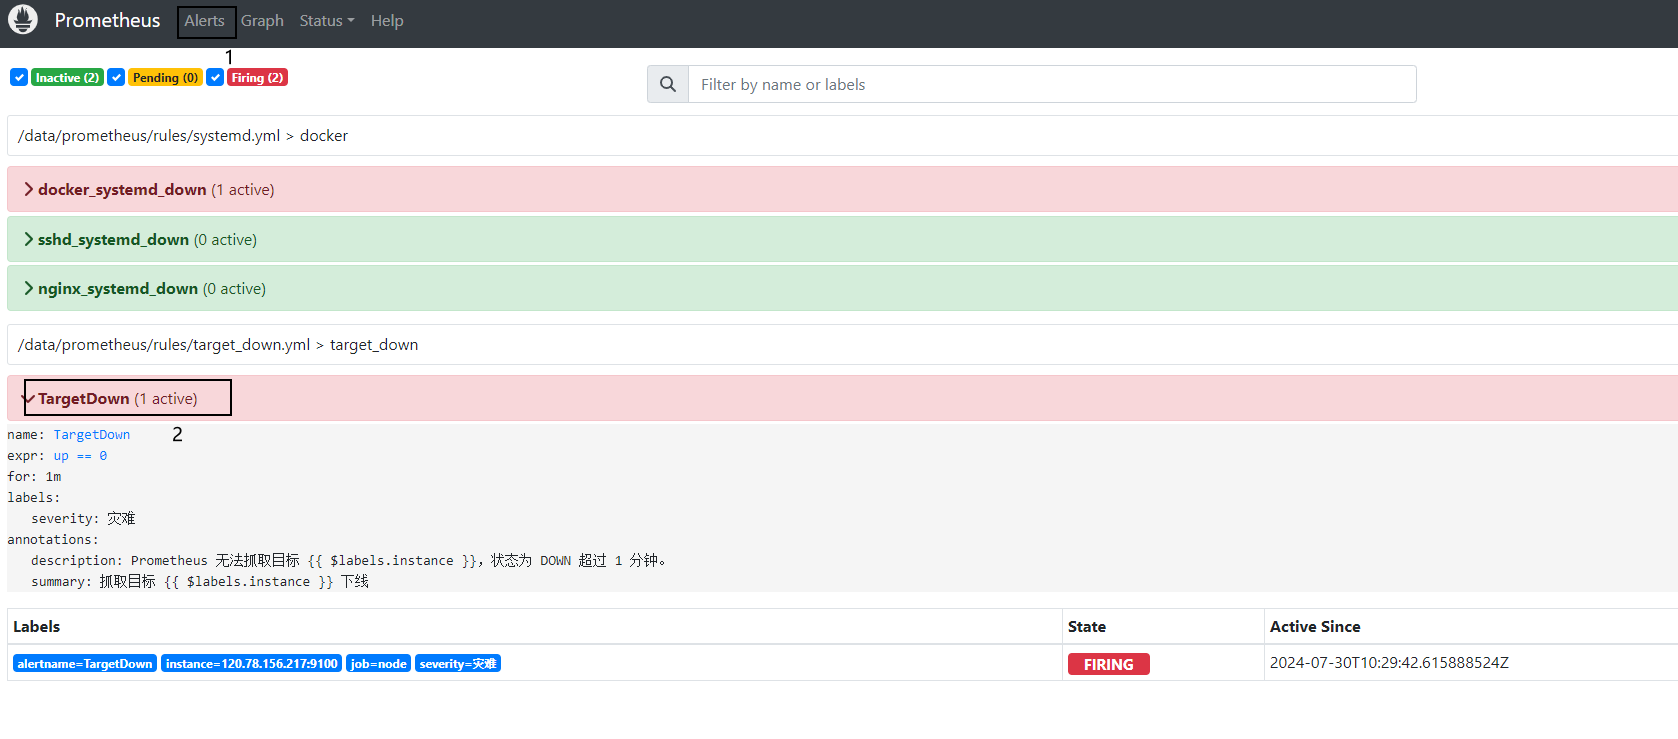 Prometheus Alerts Graph Status Help
1
Inactive (2) Pending (0) Firing (2) Filter by name or labels
/data/prometheus/rules/systemd.yml > docker
docker_systemd_down (1 active)
sshd_systemd_down (0 active)
nginx_systemd_down (0 active)
/data/prometheus/rules/target_down.yml > target_down
TargetDown (1 active)
2
name: TargetDown
expr: up == 0
for: 1m
labels:
severity: 灾难
annotations:
description: Prometheus 无法抓取目标 {{ $labels.instance }}，状态为 DOWN 超过 1 分钟。
summary: 抓取目标 {{ $labels.instance }} 下线
Labels State Active Since
alertname=TargetDown instance=120.78.156.217:9100 job=node severity=灾难 FIRING 2024-07-30T10:29:42.615888524Z